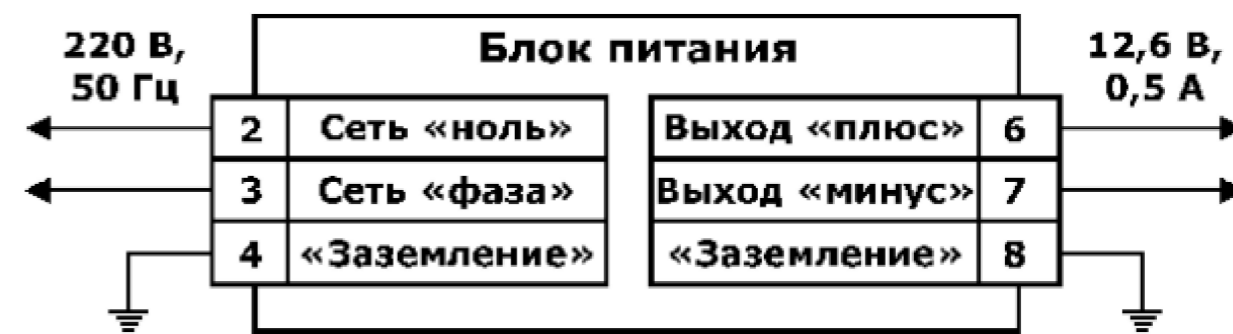 Блок питания
220 В,
50 Гц
12,6 В,
0,5 А
2 Сеть «ноль»
3 Сеть «фаза»
4 «Заземление»
Выход «плюс» 6
Выход «минус» 7
«Заземление» 8